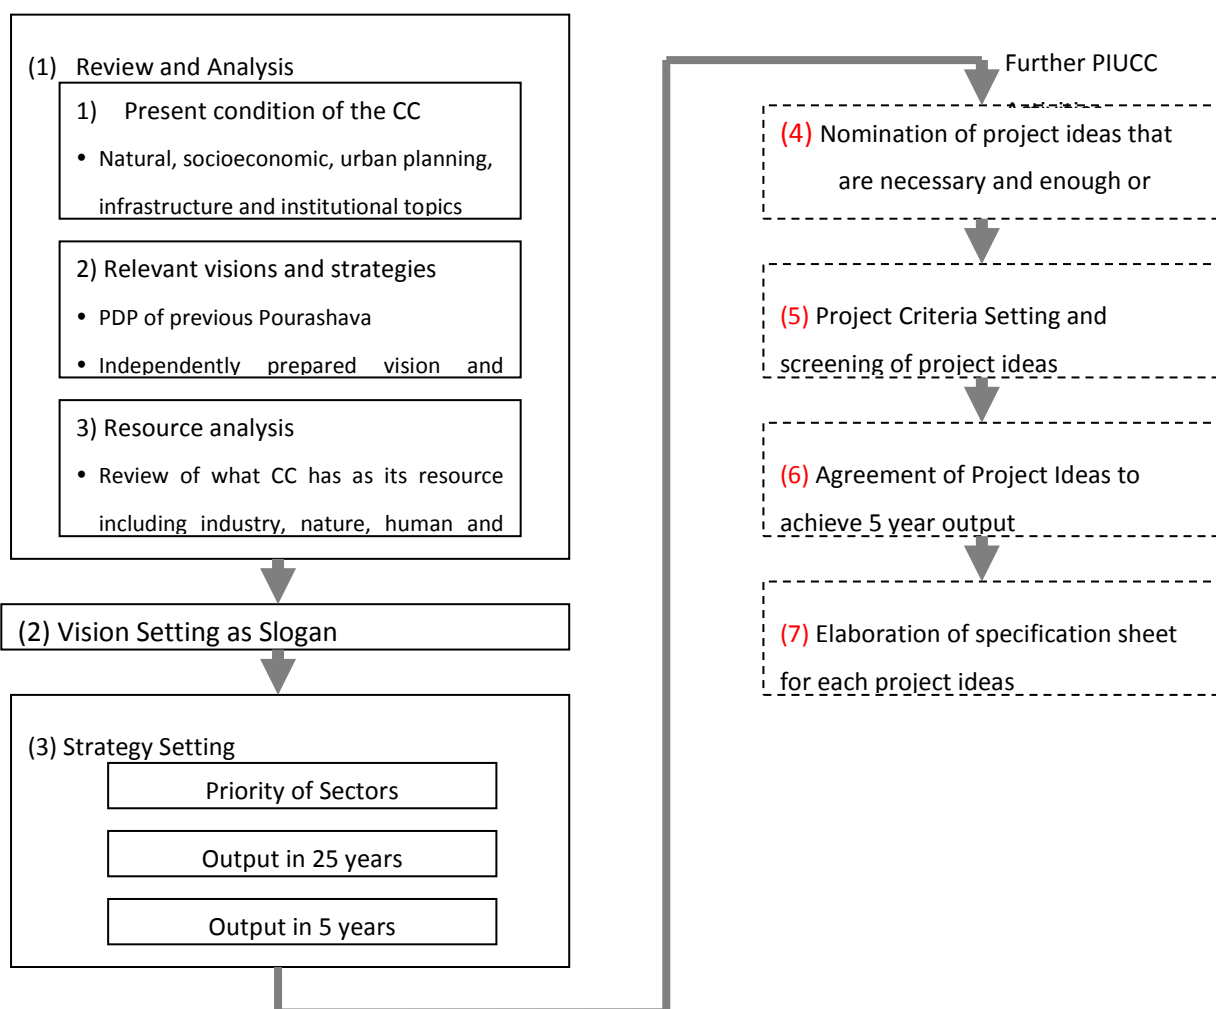 (1) Review and Analysis
1) Present condition of the CC
• Natural, socioeconomic, urban planning,
infrastructure and institutional topics
2) Relevant visions and strategies
• PDP of previous Pourashava
• Independently prepared vision and
3) Resource analysis
• Review of what CC has as its resource
including industry, nature, human and
(2) Vision Setting as Slogan
(3) Strategy Setting
Priority of Sectors
Output in 25 years
Output in 5 years
Further PIUCC
(4) Nomination of project ideas that
are necessary and enough or
(5) Project Criteria Setting and
screening of project ideas
(6) Agreement of Project Ideas to
achieve 5 year output
(7) Elaboration of specification sheet
for each project ideas